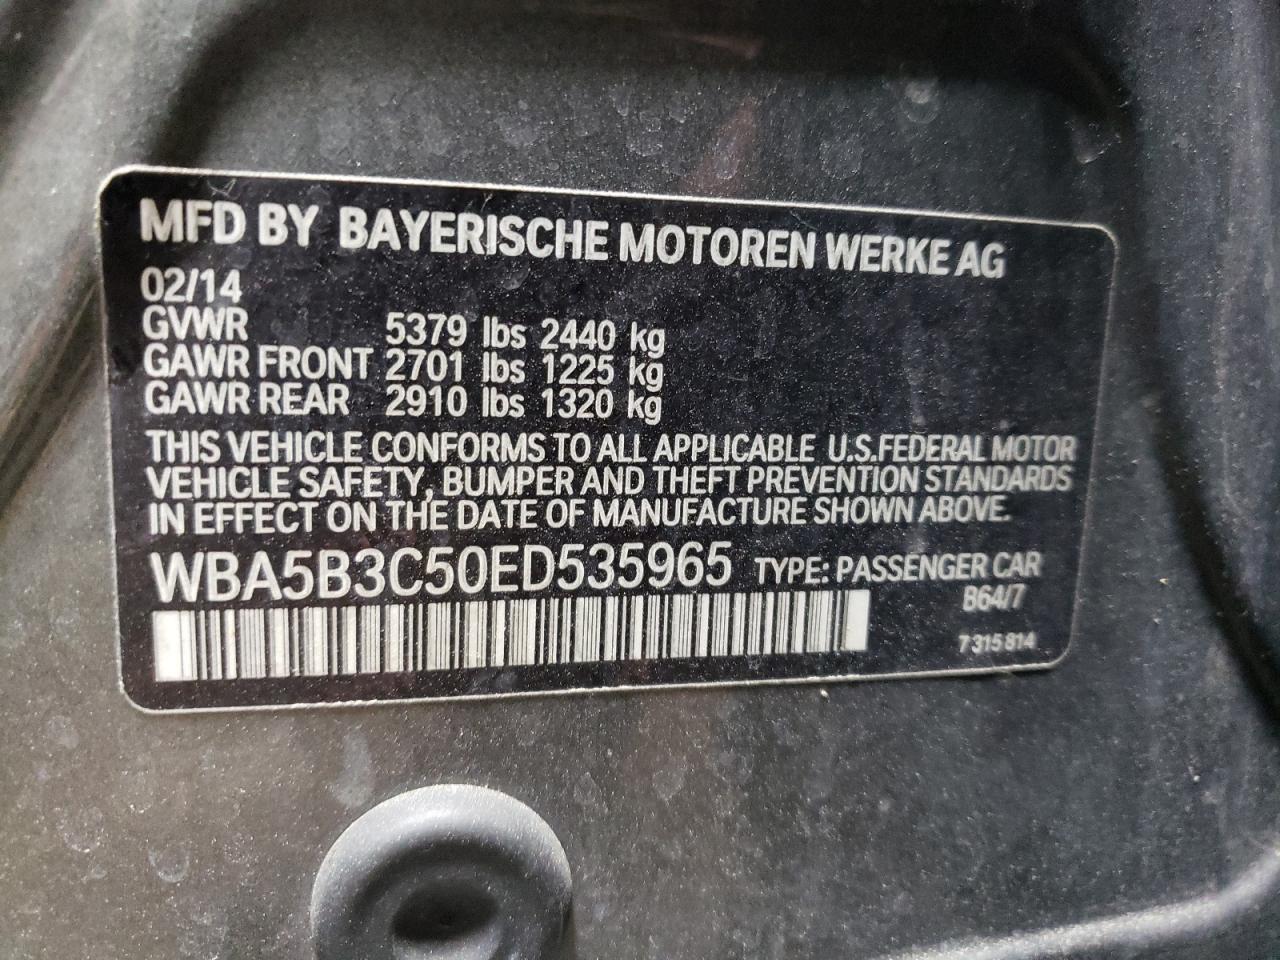 MFD BY BAYERISCHE MOTOREN WERKE AG
02/14
GVWR 5379 lbs 2440 kg
GAWR FRONT 2701 lbs 1225 kg
GAWR REAR 2910 lbs 1320 kg
THIS VEHICLE CONFORMS TO ALL APPLICABLE U.S.FEDERAL MOTOR
VEHICLE SAFETY, BUMPER AND THEFT PREVENTION STANDARDS
IN EFFECT ON THE DATE OF MANUFACTURE SHOWN ABOVE.
WBA5B3C50ED535965 TYPE: PASSENGER CAR
B64/7
7 315 814